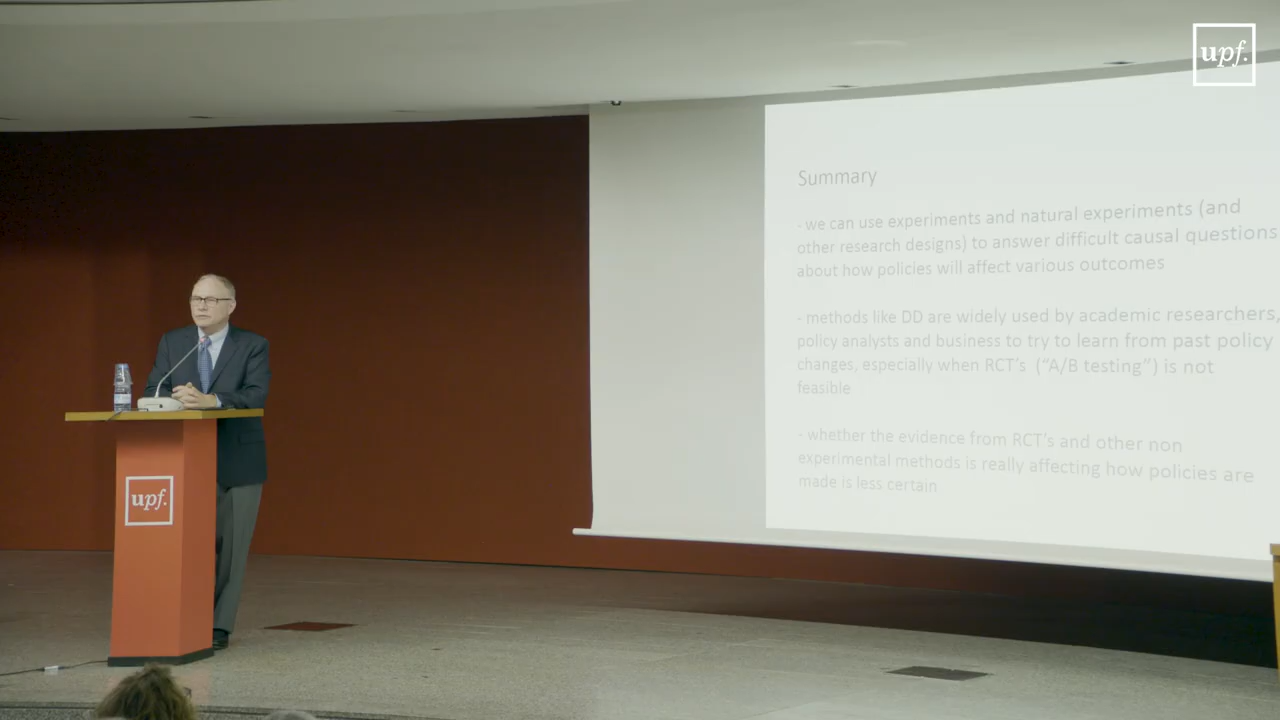 upf.
Summary
- we can use experiments and natural experiments (and
other research designs) to answer difficult causal questions
about how policies will affect various outcomes
- methods like DD are widely used by academic researchers,
policy analysts and business to try to learn from past policy
changes, especially when RCT's ("A/B testing") is not
feasible
- whether the evidence from RCT's and other non
experimental methods is really affecting how policies are
made is less certain
upf.